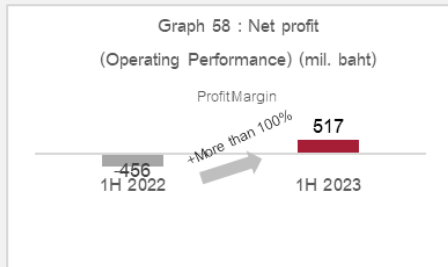 Graph 58 : Net profit
(Operating Performance) (mil. baht)
ProfitMargin
+More than 100%
517
-456
1H 2022
1H 2023